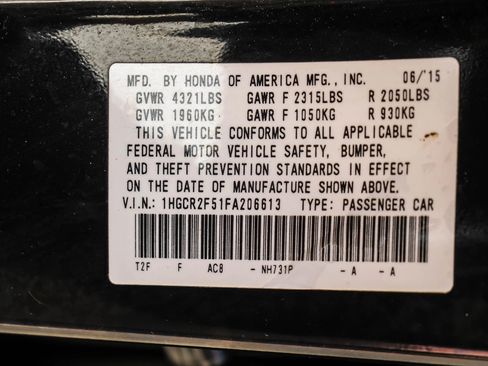 MFD. BY HONDA OF AMERICA MFG., INC. 06/'15
GVWR 4321LBS GAWR F 2315LBS R 2050LBS
GVWR 1960KG GAWR F 1050KG R 930KG
THIS VEHICLE CONFORMS TO ALL APPLICABLE
FEDERAL MOTOR VEHICLE SAFETY, BUMPER,
AND THEFT PREVENTION STANDARDS IN EFFECT
ON THE DATE OF MANUFACTURE SHOWN ABOVE.
V.I.N.: 1HGCR2F51FA206613 TYPE: PASSENGER CAR
T2F F AC8 - NH731P - A - A